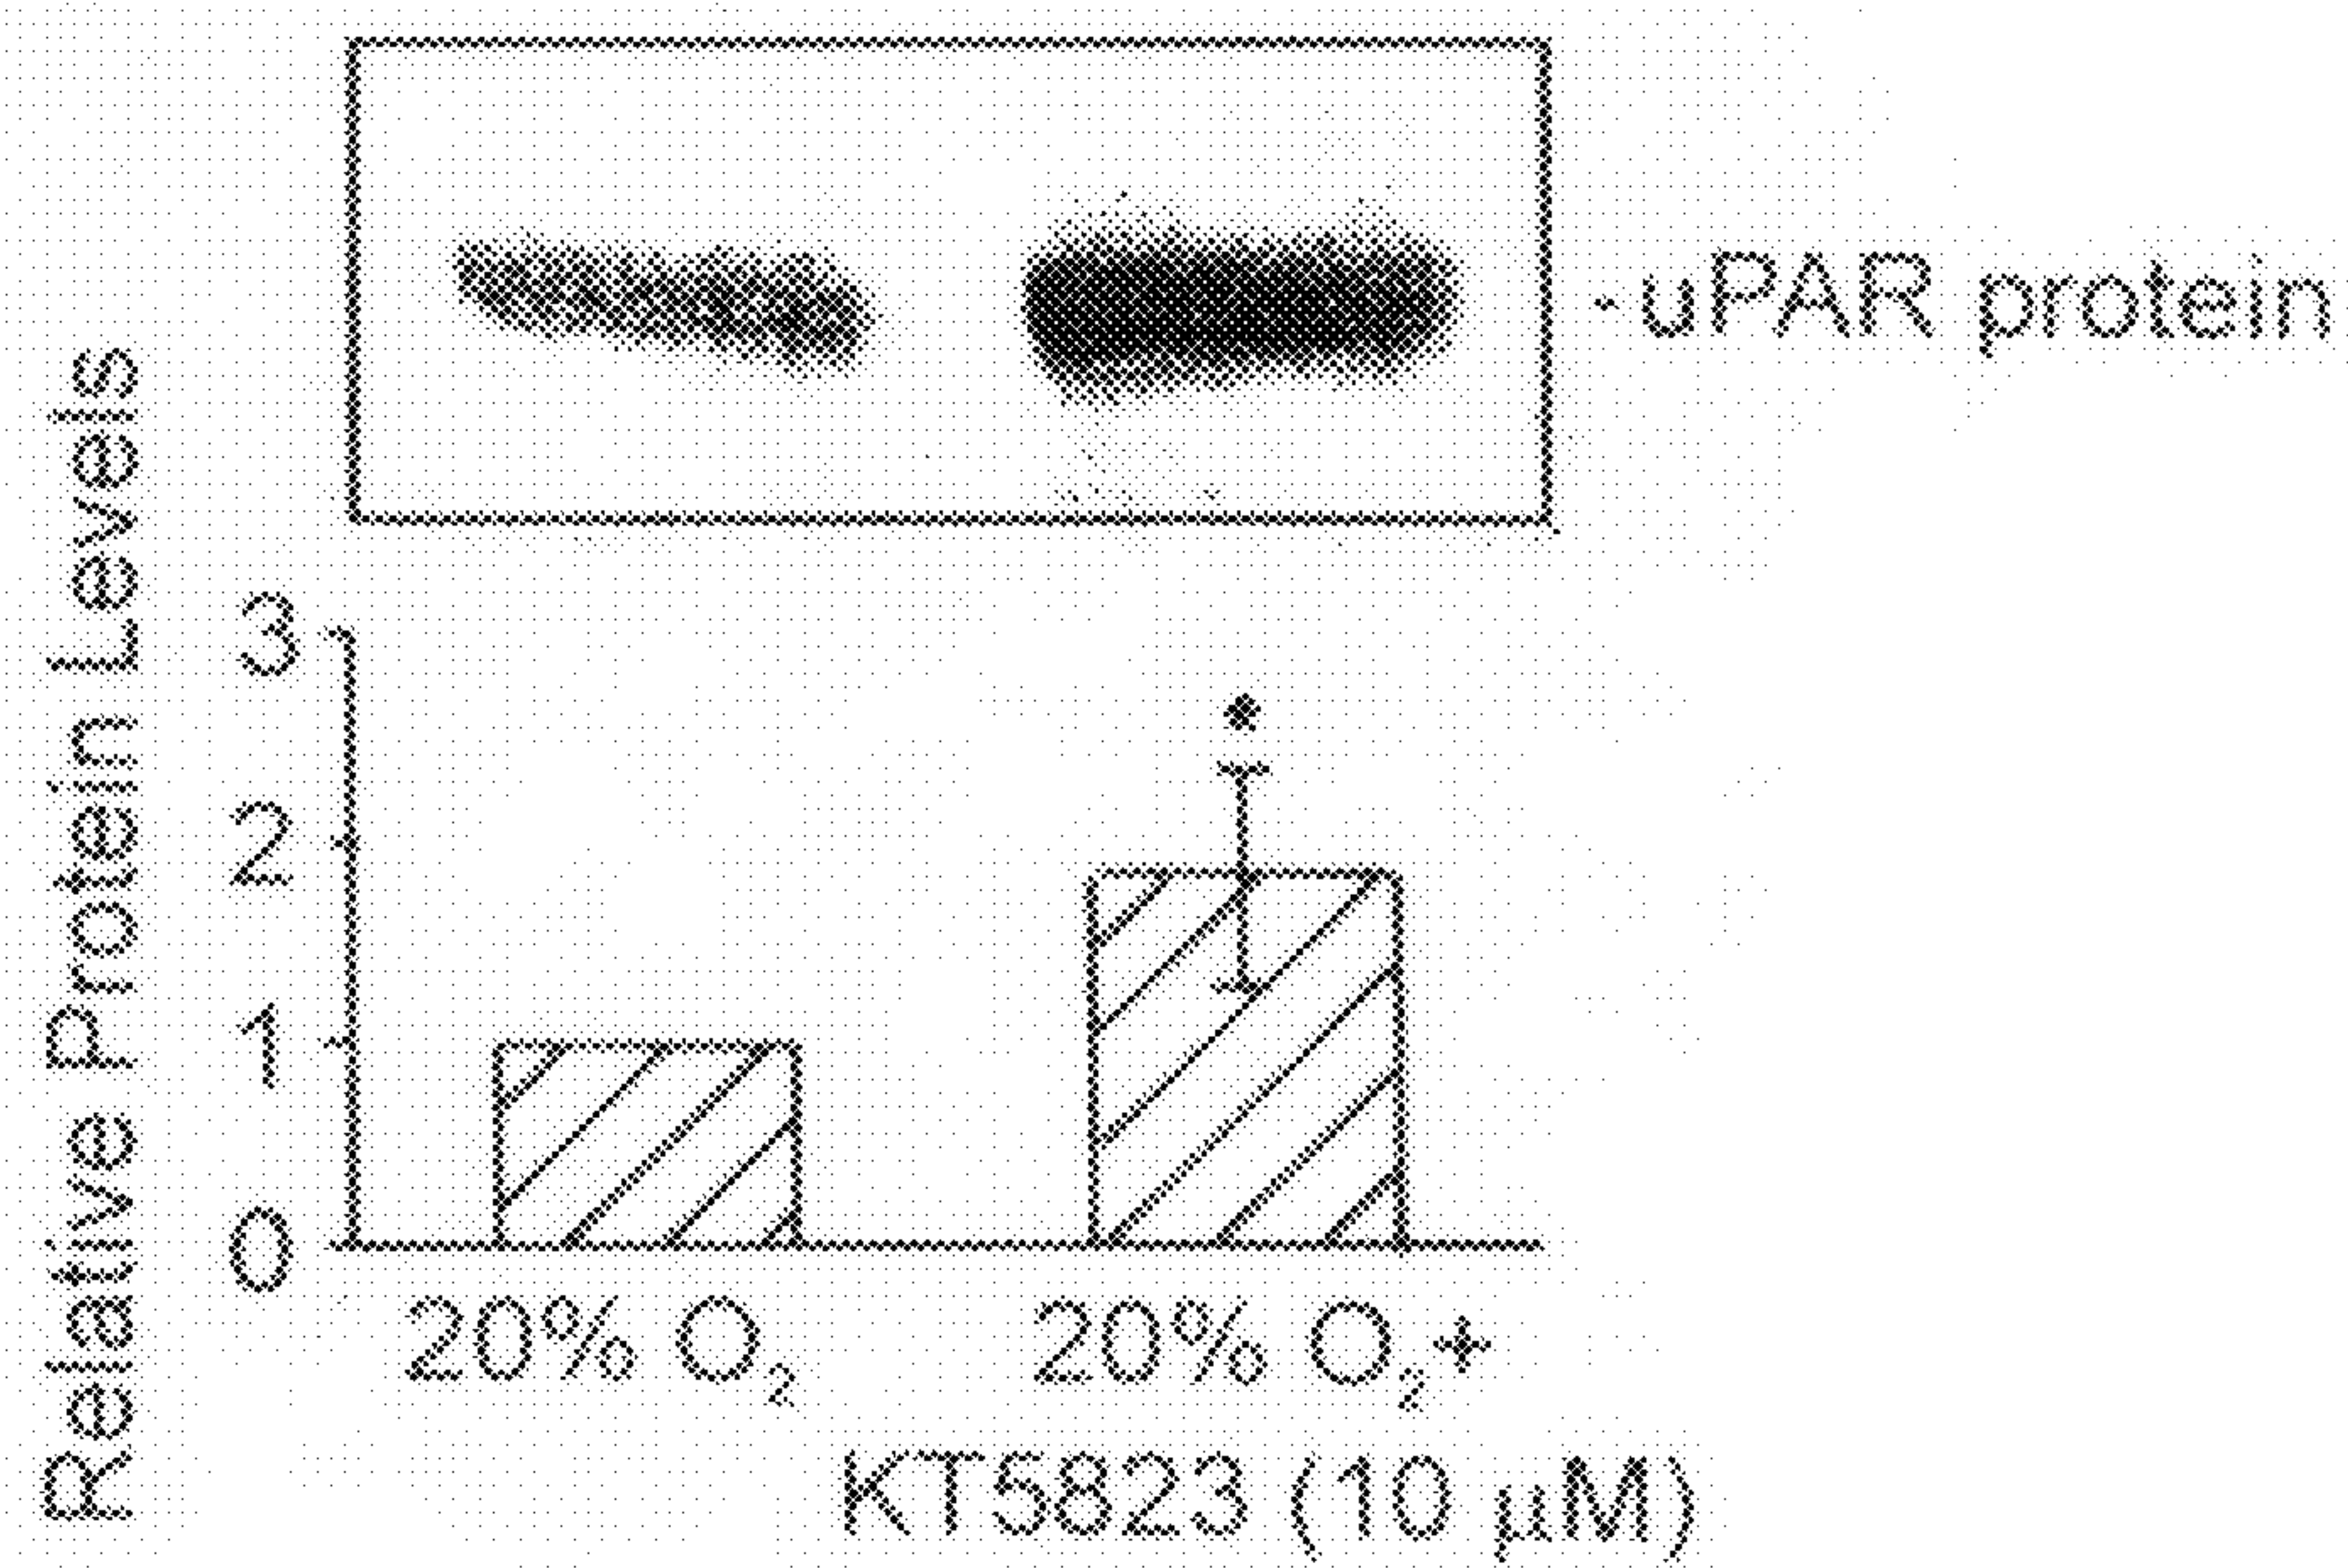 - uPAR protein
Relative Protein Levels
3
2
1
0
*
20% O₂
20% O₂+
KT5823 (10 µM)